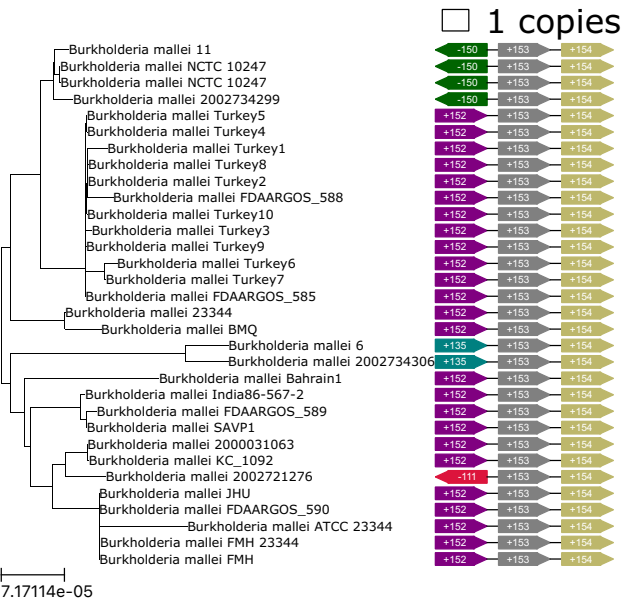 1 copies
Burkholderia mallei 11 -150 +153 +154
Burkholderia mallei NCTC 10247 -150 +153 +154
Burkholderia mallei NCTC 10247 -150 +153 +154
Burkholderia mallei 2002734299 -150 +153 +154
Burkholderia mallei Turkey5 +152 +153 +154
Burkholderia mallei Turkey4 +152 +153 +154
Burkholderia mallei Turkey1 +152 +153 +154
Burkholderia mallei Turkey8 +152 +153 +154
Burkholderia mallei Turkey2 +152 +153 +154
Burkholderia mallei FDAARGOS_588 +152 +153 +154
Burkholderia mallei Turkey10 +152 +153 +154
Burkholderia mallei Turkey3 +152 +153 +154
Burkholderia mallei Turkey9 +152 +153 +154
Burkholderia mallei Turkey6 +152 +153 +154
Burkholderia mallei Turkey7 +152 +153 +154
Burkholderia mallei FDAARGOS_585 +152 +153 +154
Burkholderia mallei 23344 +152 +153 +154
Burkholderia mallei BMQ +152 +153 +154
Burkholderia mallei 6 +135 +153 +154
Burkholderia mallei 2002734306 +135 +153 +154
Burkholderia mallei Bahrain1 +152 +153 +154
Burkholderia mallei India86-567-2 +152 +153 +154
Burkholderia mallei FDAARGOS_589 +152 +153 +154
Burkholderia mallei SAVP1 +152 +153 +154
Burkholderia mallei 2000031063 +152 +153 +154
Burkholderia mallei KC_1092 +152 +153 +154
Burkholderia mallei 2002721276 -111 +153 +154
Burkholderia mallei JHU +152 +153 +154
Burkholderia mallei FDAARGOS_590 +152 +153 +154
Burkholderia mallei ATCC 23344 +152 +153 +154
Burkholderia mallei FMH 23344 +152 +153 +154
Burkholderia mallei FMH +152 +153 +154
7.17114e-05